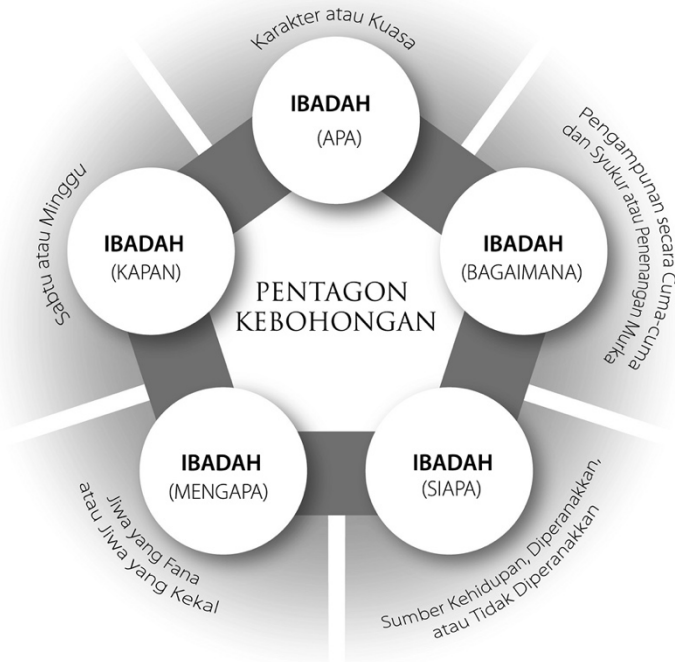 Karakter atau Kuasa
IBADAH
(APA)
Pengampunan secara Cuma-cuma
dan Syukur atau Penenangan Murka
IBADAH
(BAGAIMANA)
Sabtu atau Minggu
IBADAH
(KAPAN)
PENTAGON
KEBOHONGAN
IBADAH
(MENGAPA)
Jiwa yang Fana
atau Jiwa yang Kekal
IBADAH
(SIAPA)
Sumber Kehidupan, Diperanakkan,
atau Tidak Diperanakkan